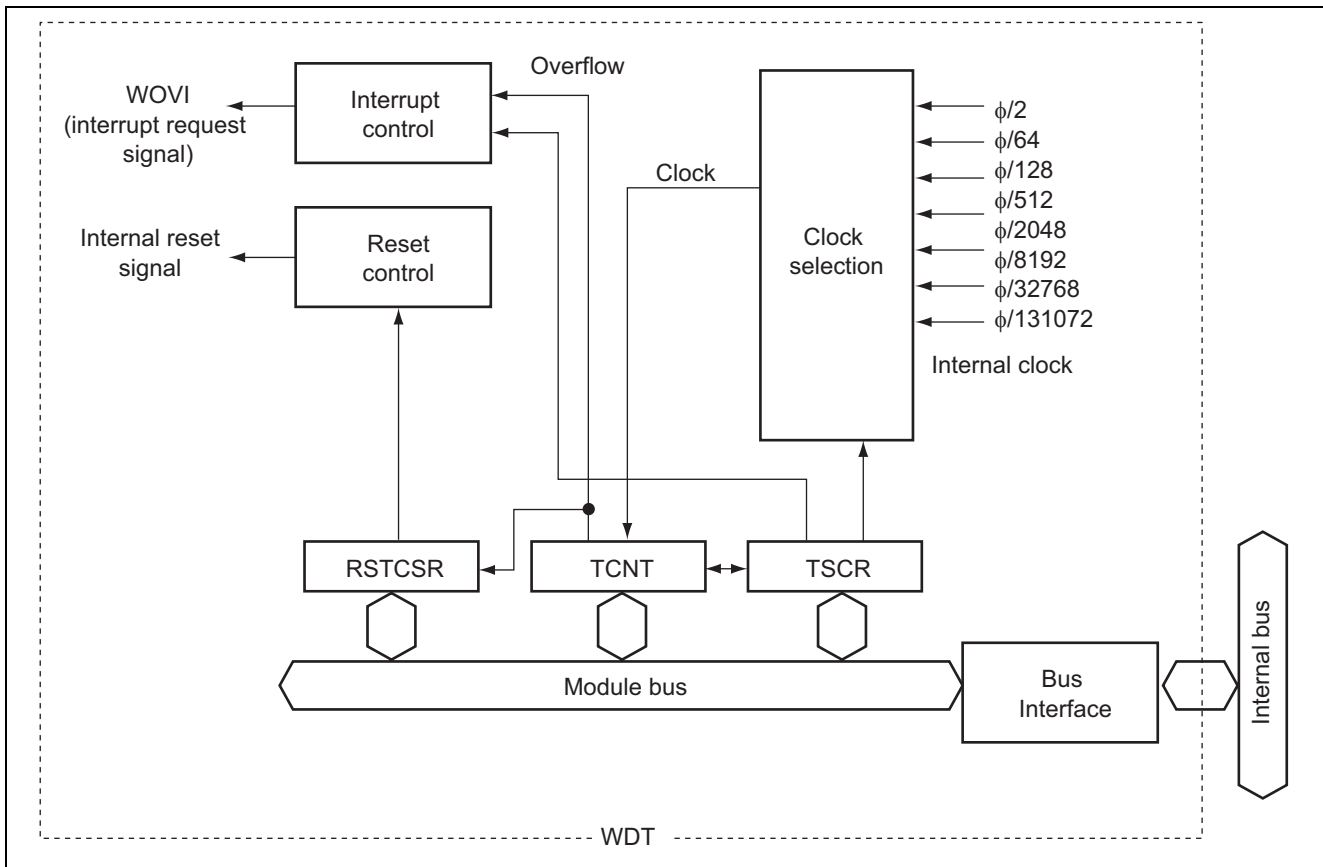 Overflow
WOVI
(interrupt request
signal)
Interrupt
control
Internal reset
signal
Reset
control
Clock
Clock
selection
ϕ/2
ϕ/64
ϕ/128
ϕ/512
ϕ/2048
ϕ/8192
ϕ/32768
ϕ/131072
Internal clock
RSTCSR
TCNT
TSCR
Module bus
Bus
Interface
Internal bus
WDT